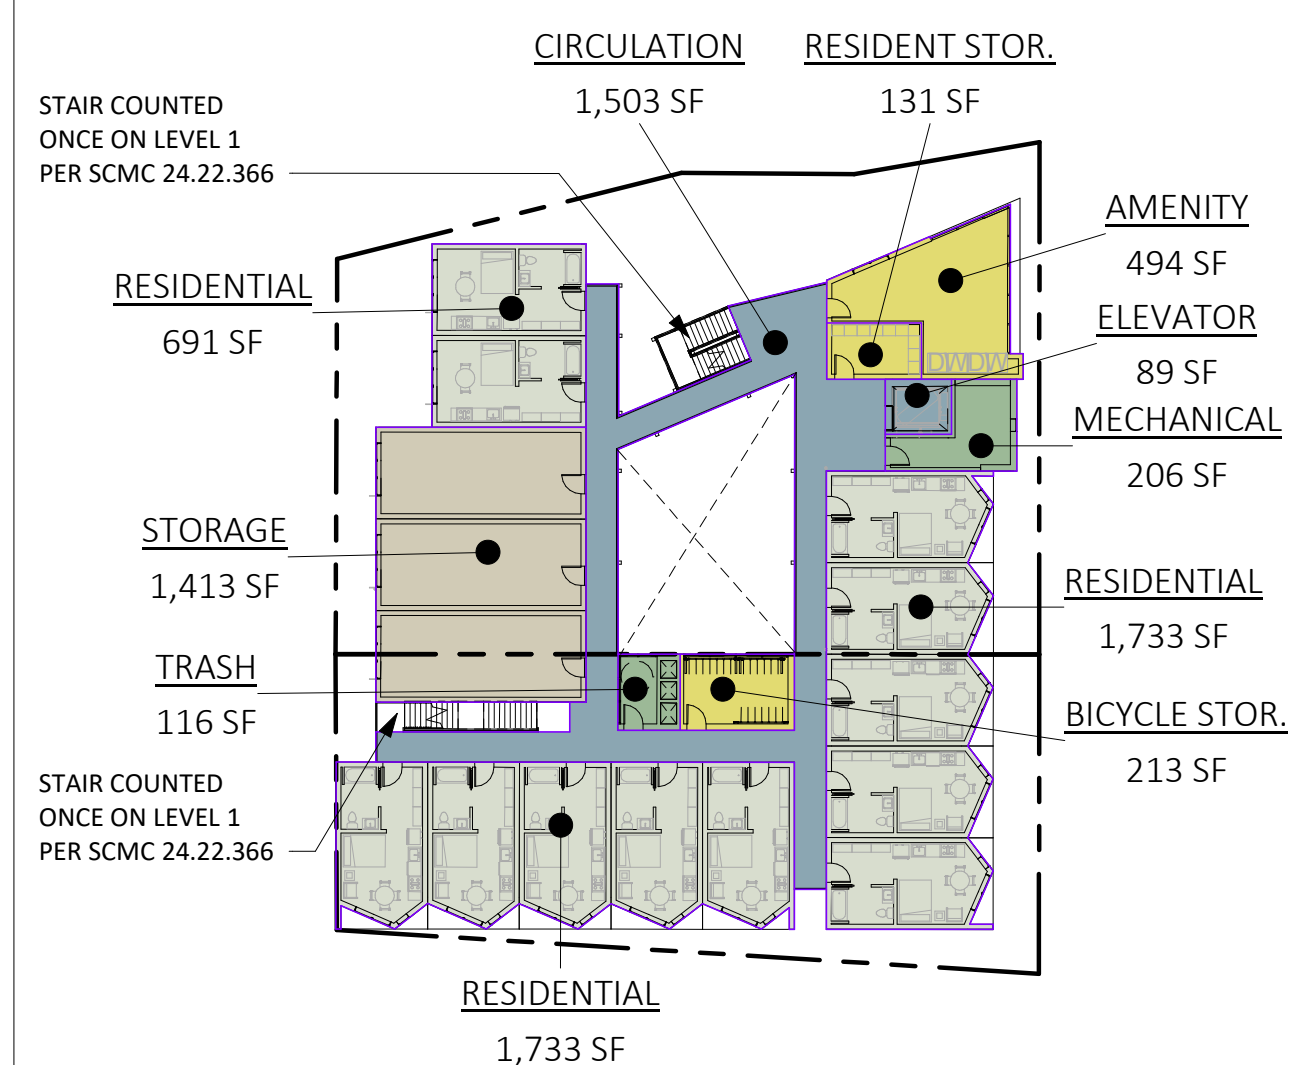 CIRCULATION
1,503 SF
RESIDENT STOR.
131 SF
STAIR COUNTED
ONCE ON LEVEL 1
PER SCMC 24.22.366
AMENITY
494 SF
RESIDENTIAL
691 SF
ELEVATOR
89 SF
DWDW
MECHANICAL
206 SF
STORAGE
1,413 SF
RESIDENTIAL
1,733 SF
TRASH
116 SF
BICYCLE STOR.
213 SF
STAIR COUNTED
ONCE ON LEVEL 1
PER SCMC 24.22.366
RESIDENTIAL
1,733 SF